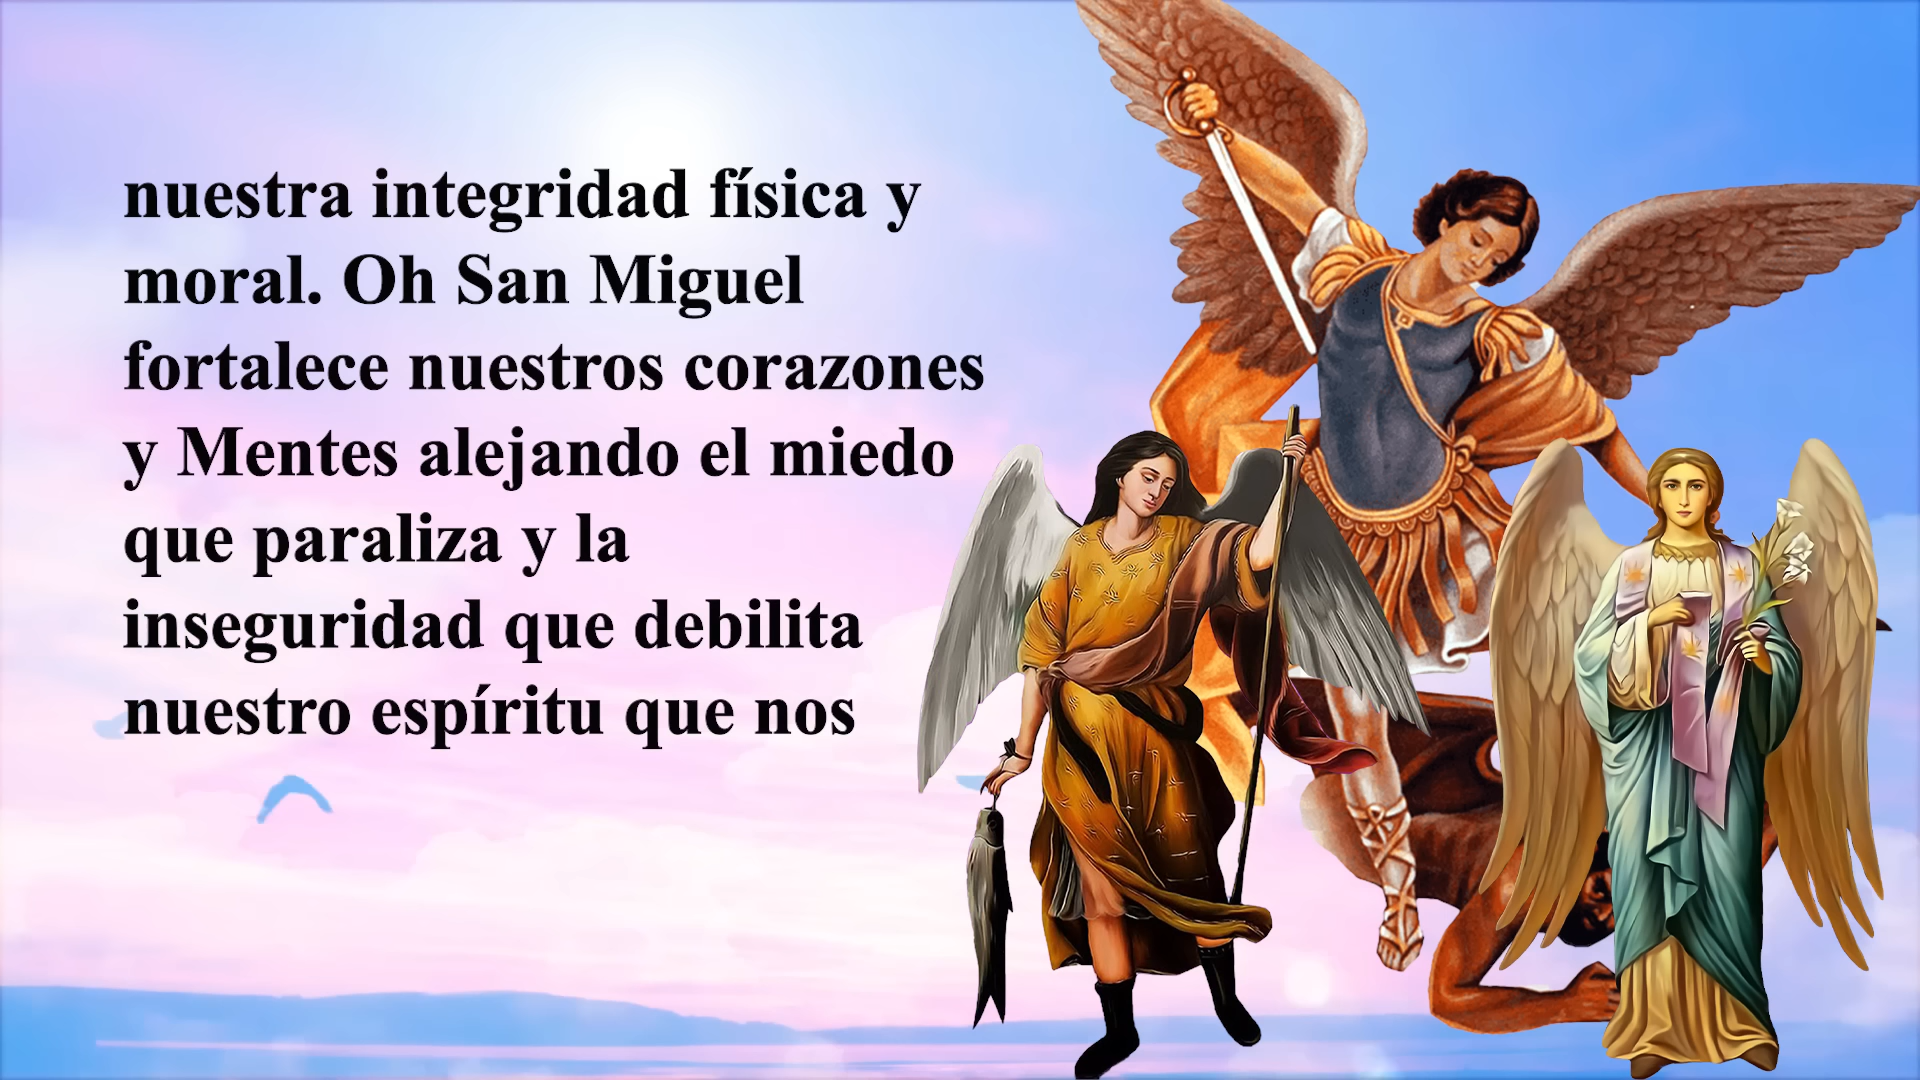 nuestra integridad física y
moral. Oh San Miguel
fortalece nuestros corazones
y Mentes alejando el miedo
que paraliza y la
inseguridad que debilita
nuestro espíritu que nos